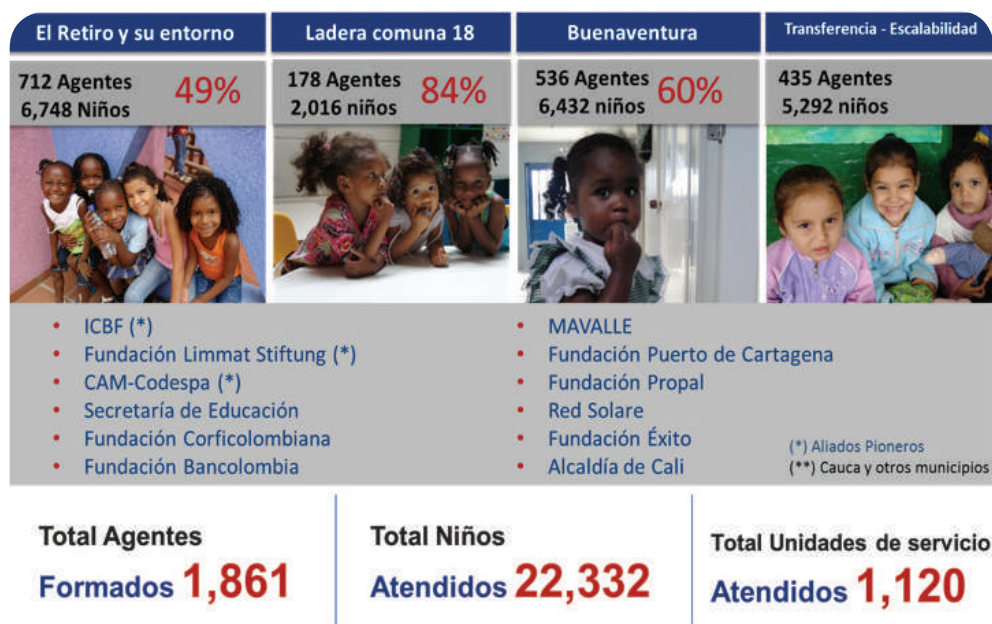 El Retiro y su entorno
712 Agentes
6,748 Niños
49%
Ladera comuna 18
178 Agentes
2,016 niños
84%
Buenaventura
536 Agentes
6,432 niños
60%
Transferencia - Escalabilidad
435 Agentes
5,292 niños
• ICBF (*)
• Fundación Limmat Stiftung (*)
• CAM-Codespa (*)
• Secretaría de Educación
• Fundación Corficolombiana
• Fundación Bancolombia
• MAVALLE
• Fundación Puerto de Cartagena
• Fundación Propal
• Red Solare
• Fundación Éxito
• Alcaldía de Cali
(*) Aliados Pioneros
(**) Cauca y otros municipios
Total Agentes
Formados 1,861
Total Niños
Atendidos 22,332
Total Unidades de servicio
Atendidos 1,120